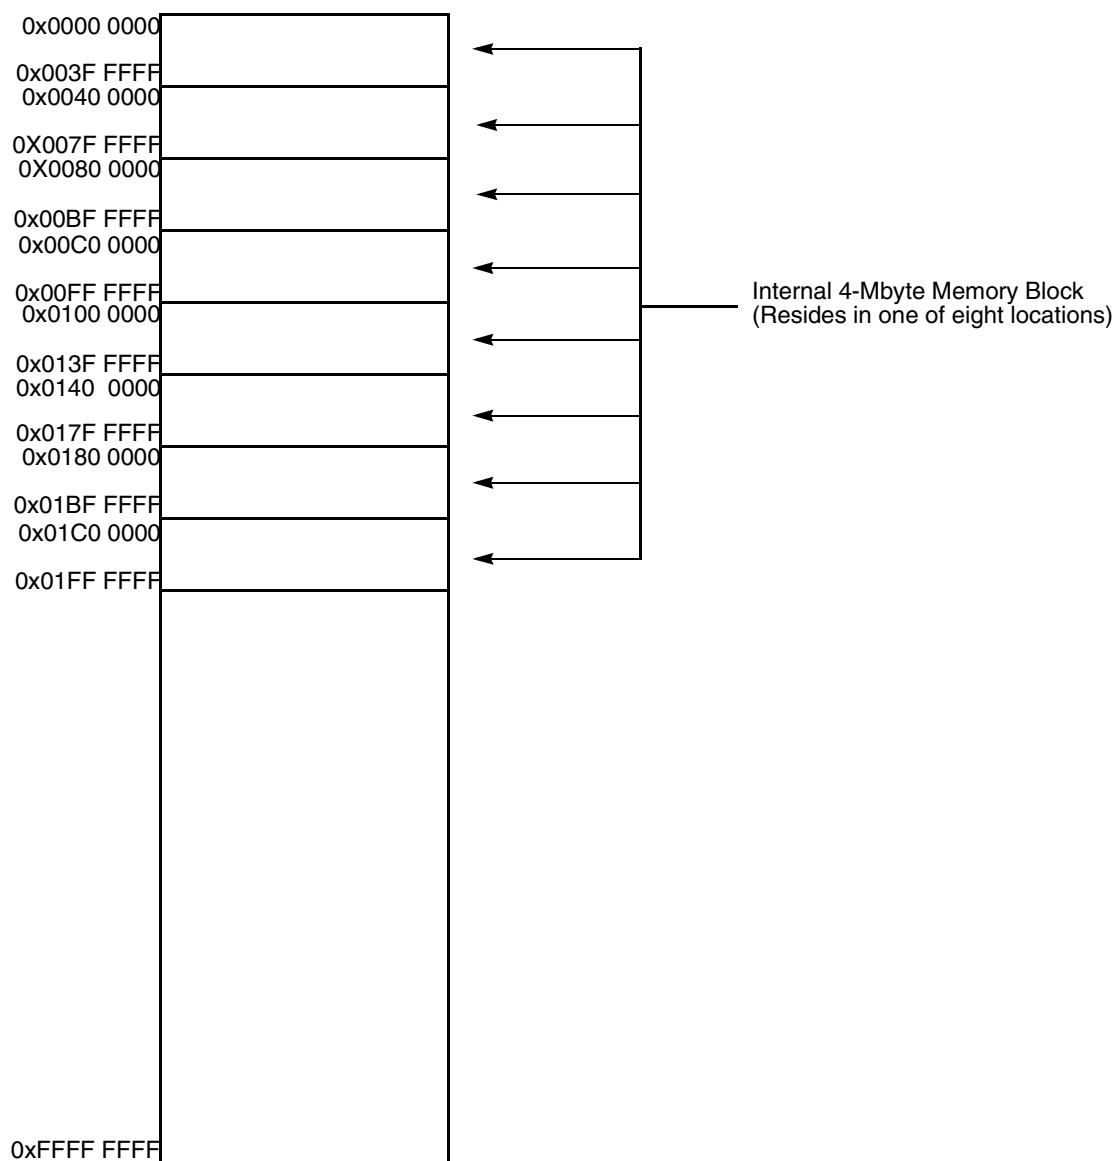 0x0000 0000
0x003F FFFF
0x0040 0000
0X007F FFFF
0X0080 0000
0x00BF FFFF
0x00C0 0000
0x00FF FFFF
0x0100 0000
0x013F FFFF
0x0140  0000
0x017F FFFF
0x0180 0000
0x01BF FFFF
0x01C0 0000
0x01FF FFFF
0xFFFF FFFF
Internal 4-Mbyte Memory Block
(Resides in one of eight locations)